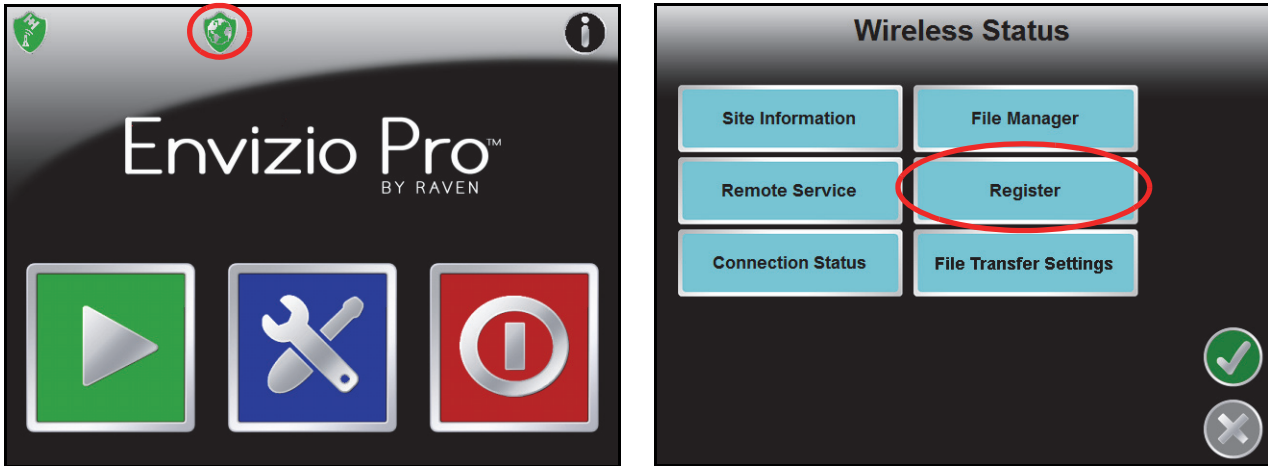 Envizio Pro™
BY RAVEN
Wireless Status
Site Information
File Manager
Remote Service
Register
Connection Status
File Transfer Settings